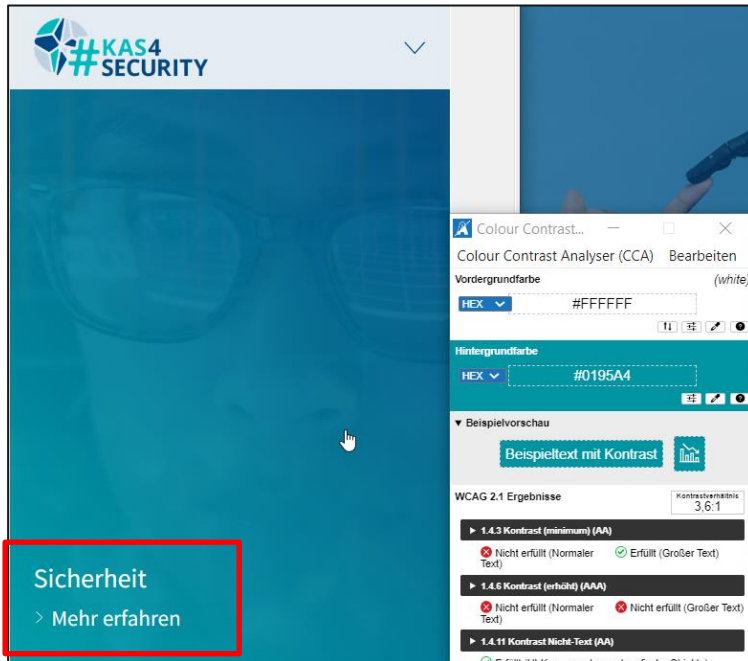 #KAS4
SECURITY
Colour Contrast...
Colour Contrast Analyser (CCA) Bearbeiten
Vordergrundfarbe (white)
HEX #FFFFFF
Hintergrundfarbe
HEX #0195A4
▼ Beispielvorschau
Beispieltext mit Kontrast
WCAG 2.1 Ergebnisse
Kontrastverhältnis
3,6:1
▶ 1.4.3 Kontrast (minimum) (AA)
Nicht erfüllt (Normaler Text) Erfüllt (Großer Text)
▶ 1.4.6 Kontrast (erhöht) (AAA)
Nicht erfüllt (Normaler Text) Nicht erfüllt (Großer Text)
▶ 1.4.11 Kontrast Nicht-Text (AA)
Sicherheit
> Mehr erfahren